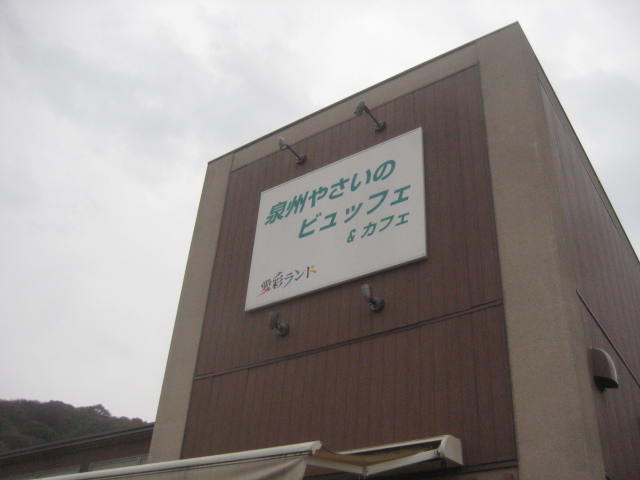 泉州やさいの
ビュッフェ
& カフェ
愛彩ランド